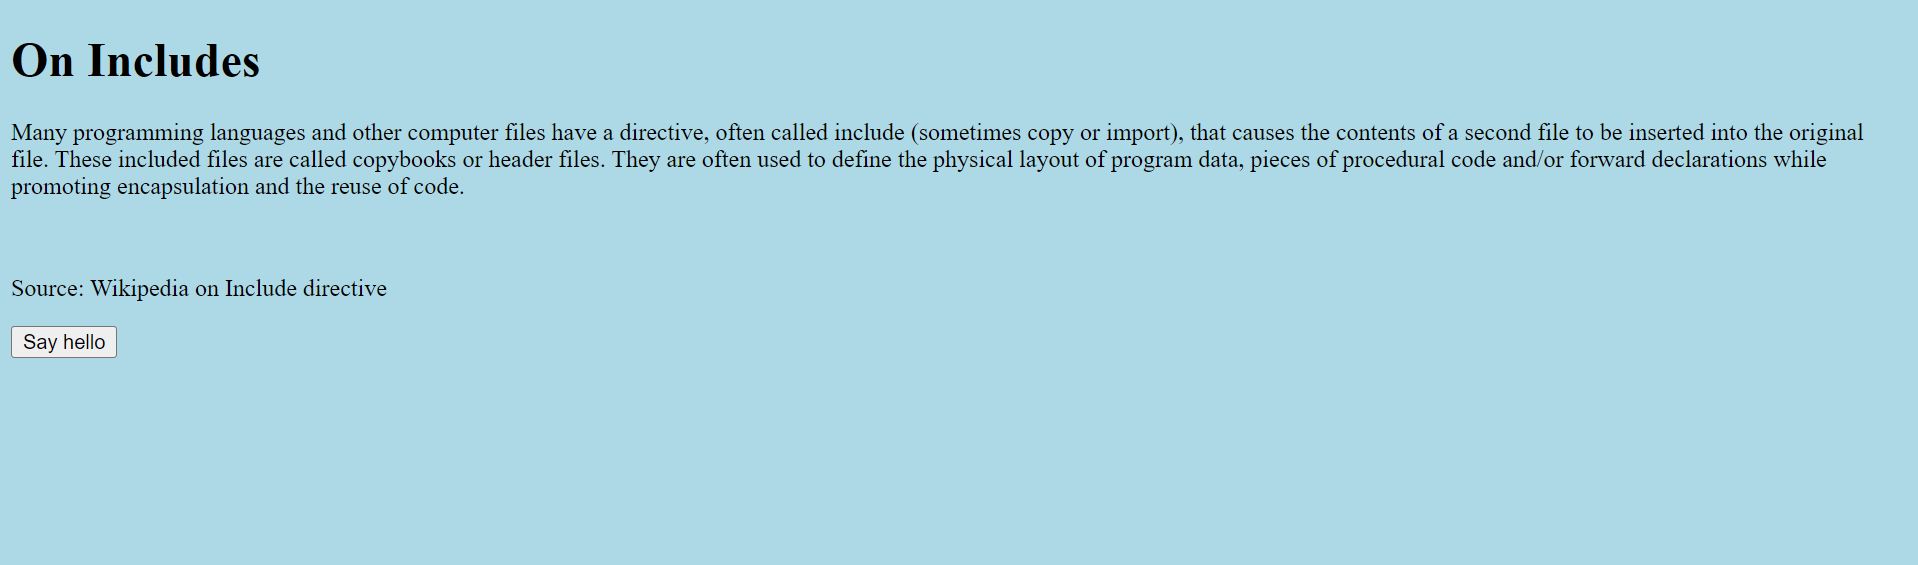 On Includes
Many programming languages and other computer files have a directive, often called include (sometimes copy or import), that causes the contents of a second file to be inserted into the original
file. These included files are called copybooks or header files. They are often used to define the physical layout of program data, pieces of procedural code and/or forward declarations while
promoting encapsulation and the reuse of code.
Source: Wikipedia on Include directive
Say hello